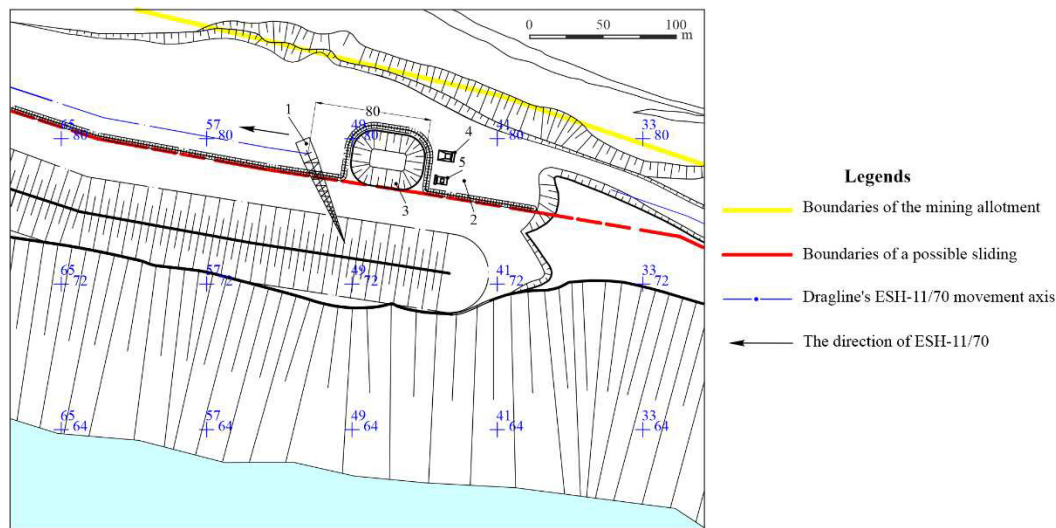 0 50 100
m
1
80
65 57 49 41 33
80 80 80 80 80
4
5
3
2
65 57 49 41 33
72 72 72 72 72
65 57 49 41 33
64 64 64 64 64
Legends
Boundaries of the mining allotment
Boundaries of a possible sliding
Dragline's ESH-11/70 movement axis
The direction of ESH-11/70